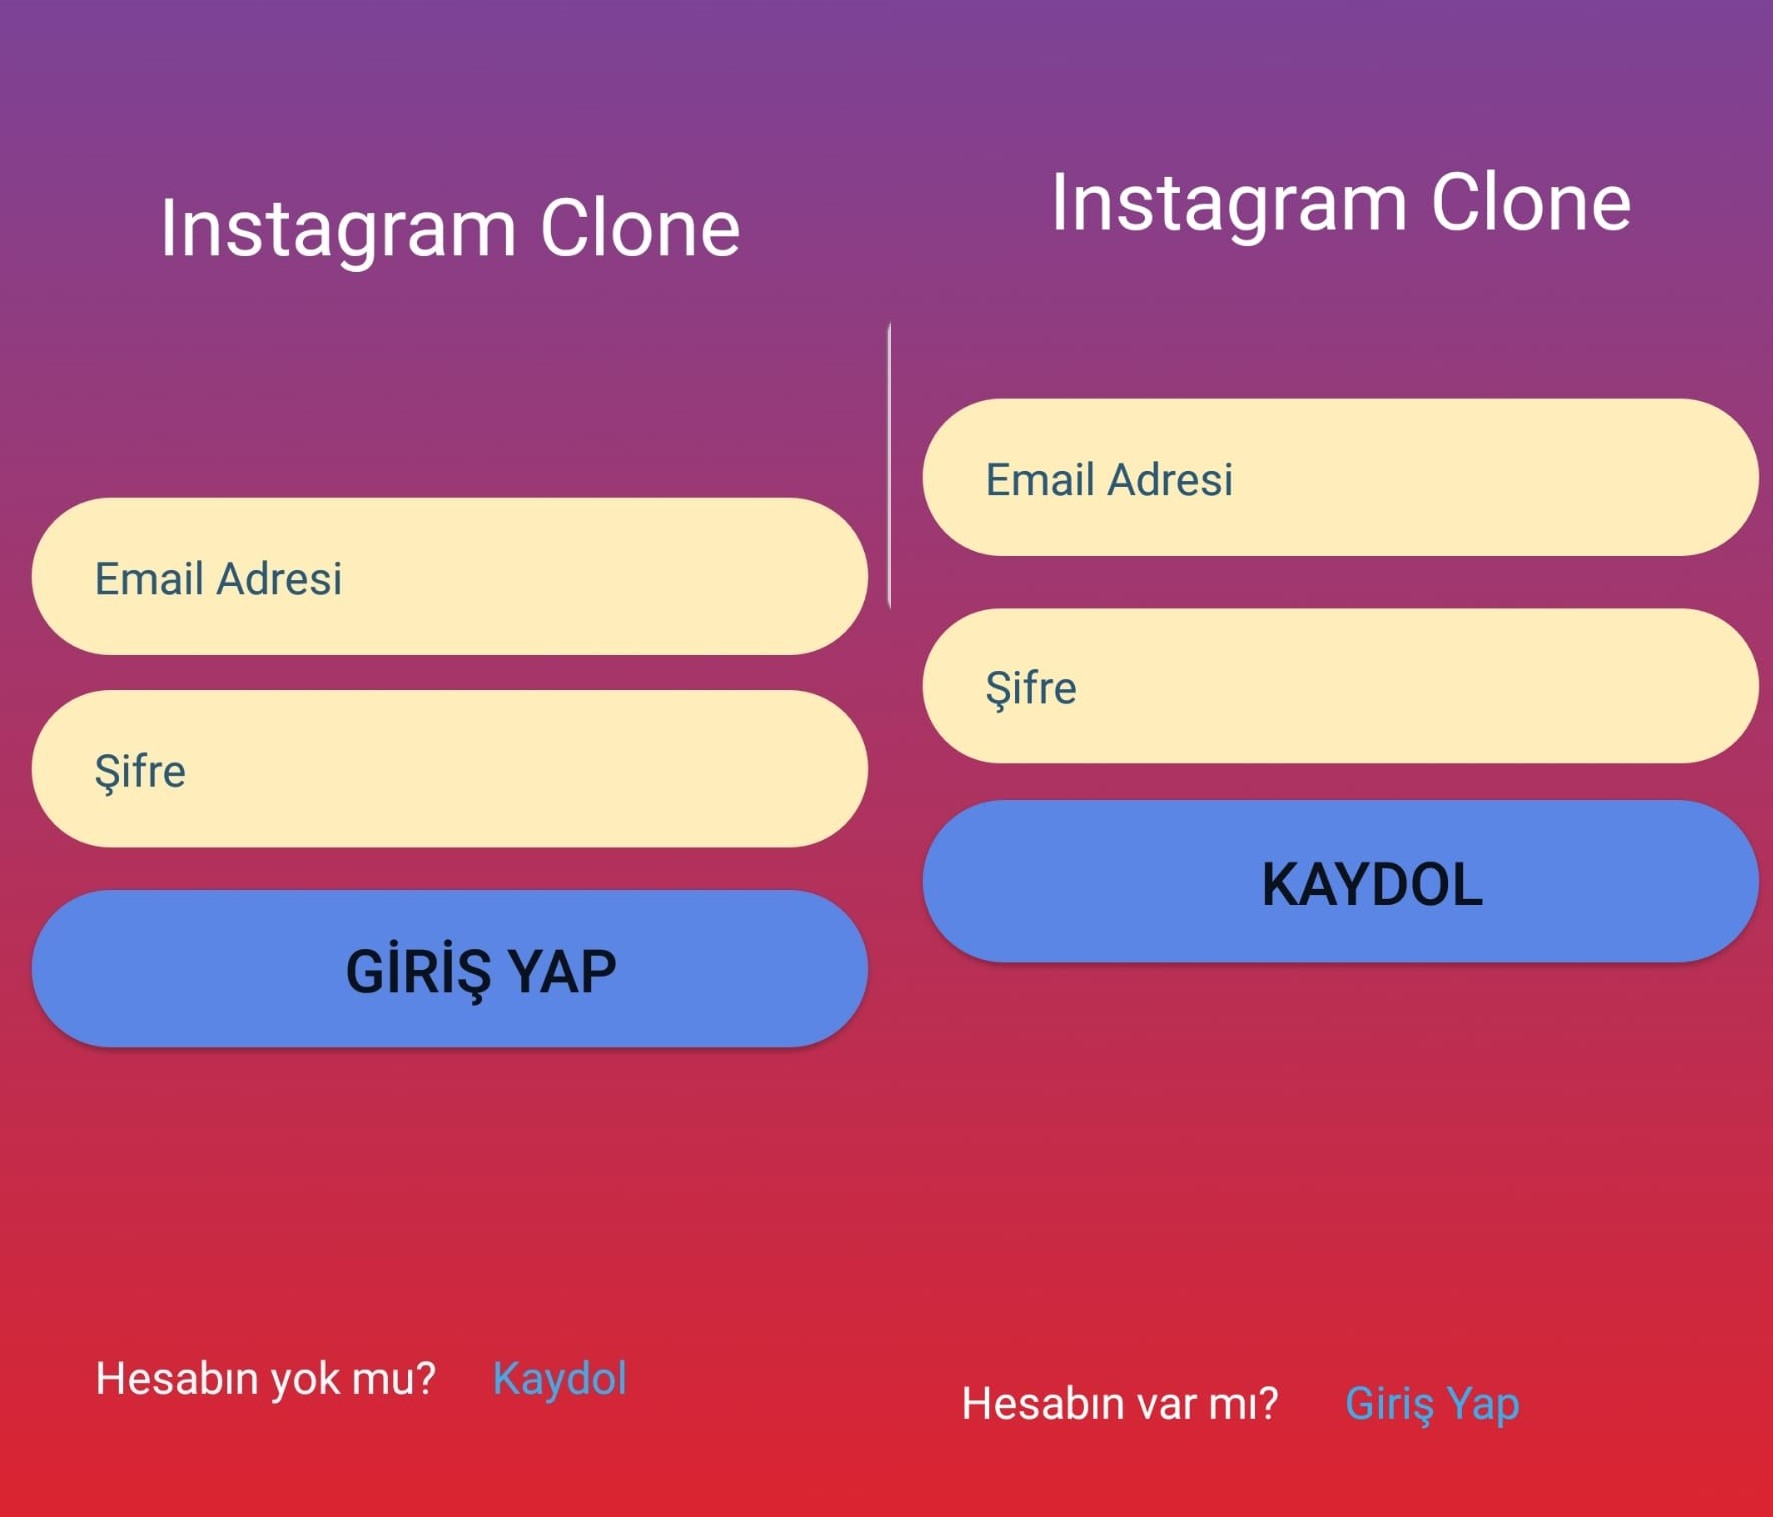 Instagram Clone
Email Adresi
Şifre
GİRİŞ YAP
Hesabın yok mu? Kaydol
Instagram Clone
Email Adresi
Şifre
KAYDOL
Hesabın var mı? Giriş Yap